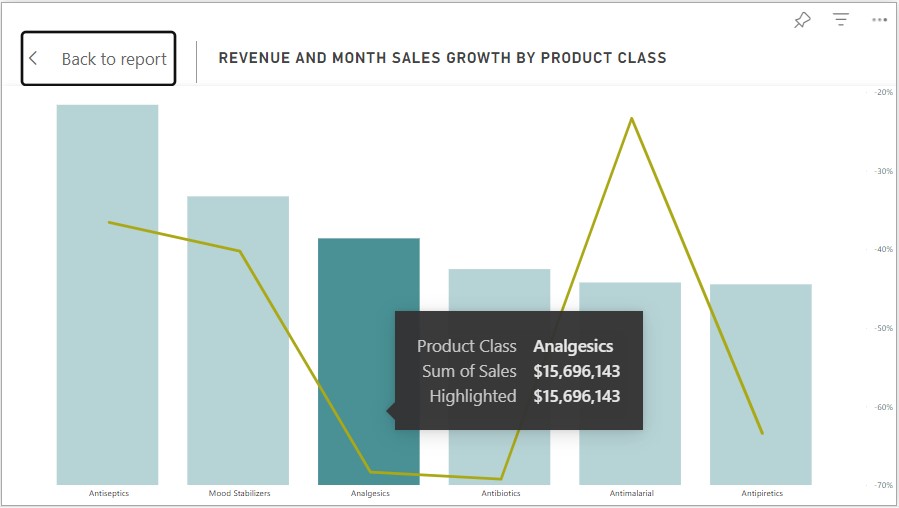 Back to report
REVENUE AND MONTH SALES GROWTH BY PRODUCT CLASS
-20%
-30%
-40%
-50%
-60%
-70%
Product Class Analgesics
Sum of Sales $15,696,143
Highlighted $15,696,143
Antiseptics Mood Stabilizers Analgesics Antibiotics Antimalarial Antipiretics